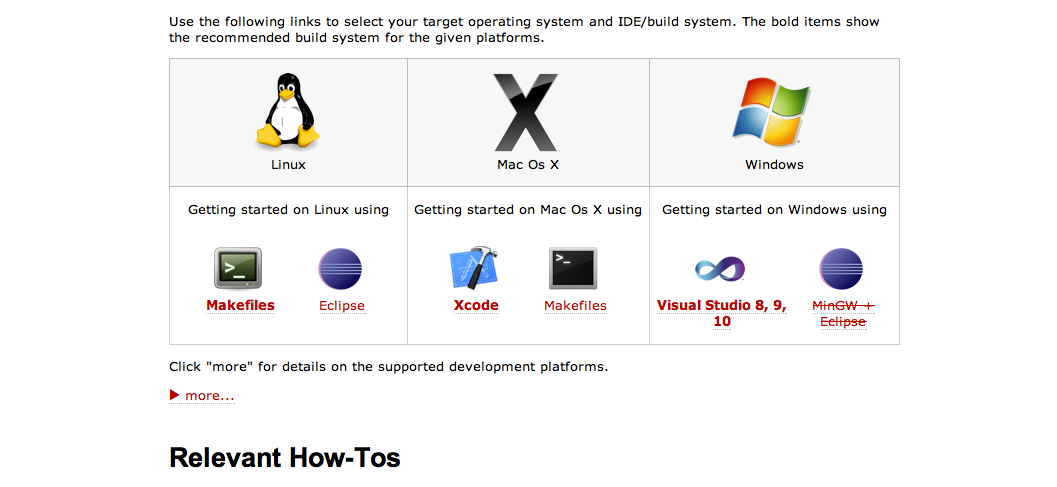 Use the following links to select your target operating system and IDE/build system. The bold items show
the recommended build system for the given platforms.
Linux
Mac Os X
Windows
Getting started on Linux using
Getting started on Mac Os X using
Getting started on Windows using
Makefiles
Eclipse
Xcode
Makefiles
Visual Studio 8, 9,
10
MinGW +
Eclipse
Click "more" for details on the supported development platforms.
more...
Relevant How-Tos